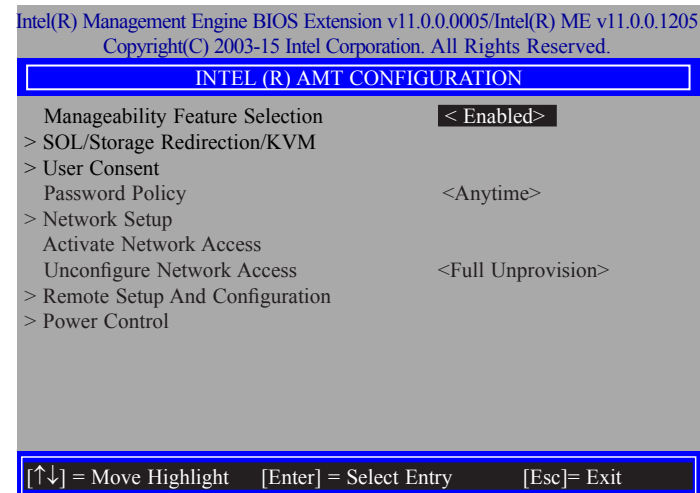 Intel(R) Management Engine BIOS Extension v11.0.0.0005/Intel(R) ME v11.0.0.1205
Copyright(C) 2003-15 Intel Corporation. All Rights Reserved.
INTEL (R) AMT CONFIGURATION
Manageability Feature Selection < Enabled>
> SOL/Storage Redirection/KVM
> User Consent
Password Policy <Anytime>
> Network Setup
Activate Network Access
Unconfigure Network Access <Full Unprovision>
> Remote Setup And Configuration
> Power Control
[↑↓] = Move Highlight [Enter] = Select Entry [Esc]= Exit